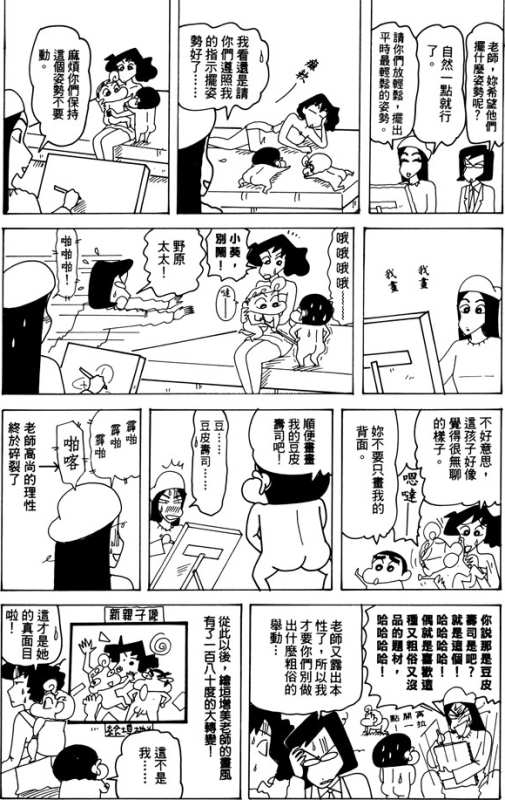 老師，妳希望他們
擺什麼姿勢呢？
自然一點就行
了。
請你們放輕鬆，擺出
平時最輕鬆的姿勢。
癱軟
我看還是請
你們遵照我
的指示擺姿
勢好了……
麻煩你們保持
這個姿勢不要
動。
我畫
我畫
哦哦哦哦……
小葵，
別鬧！
噠
野原
太太！
啪啪啪！
不好意思，
這孩子好像
覺得很無聊
的樣子。
嗯噠
妳不要只畫我的
背面。
順便畫畫
我的豆皮
壽司吧！
豆……
豆皮壽司……
霹啪
霹啪
霹啪
啪喀
老師高尚的理性
終於碎裂了
你說那是豆皮
壽司是吧？
就是這個！
哈哈哈哈！
偶就是喜歡這
種又粗俗又沒
品的題材，
哈哈哈哈！
再拉
開一
點
老師又露出本
性了，所以我
才要你們別做
出什麼粗俗的
舉動…
從此以後，繪垣增美老師的畫風
有了一百八十度的大轉變！
新親子像
這不是
我……
這才是她
的真面目
啦！